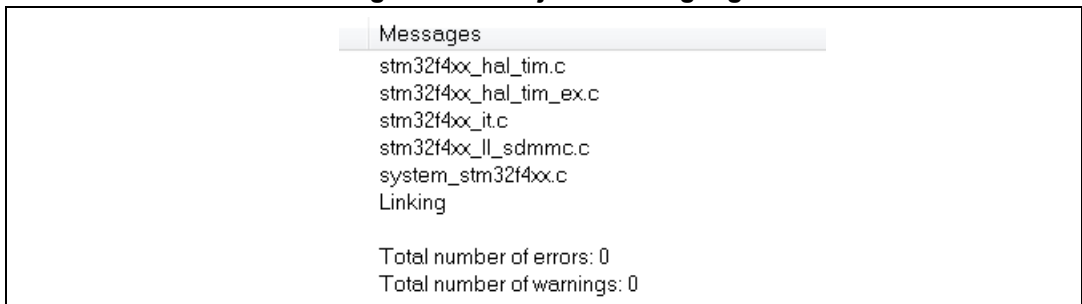 Messages
stm32f4xx_hal_tim.c
stm32f4xx_hal_tim_ex.c
stm32f4xx_it.c
stm32f4xx_ll_sdmmc.c
system_stm32f4xx.c
Linking
Total number of errors: 0
Total number of warnings: 0